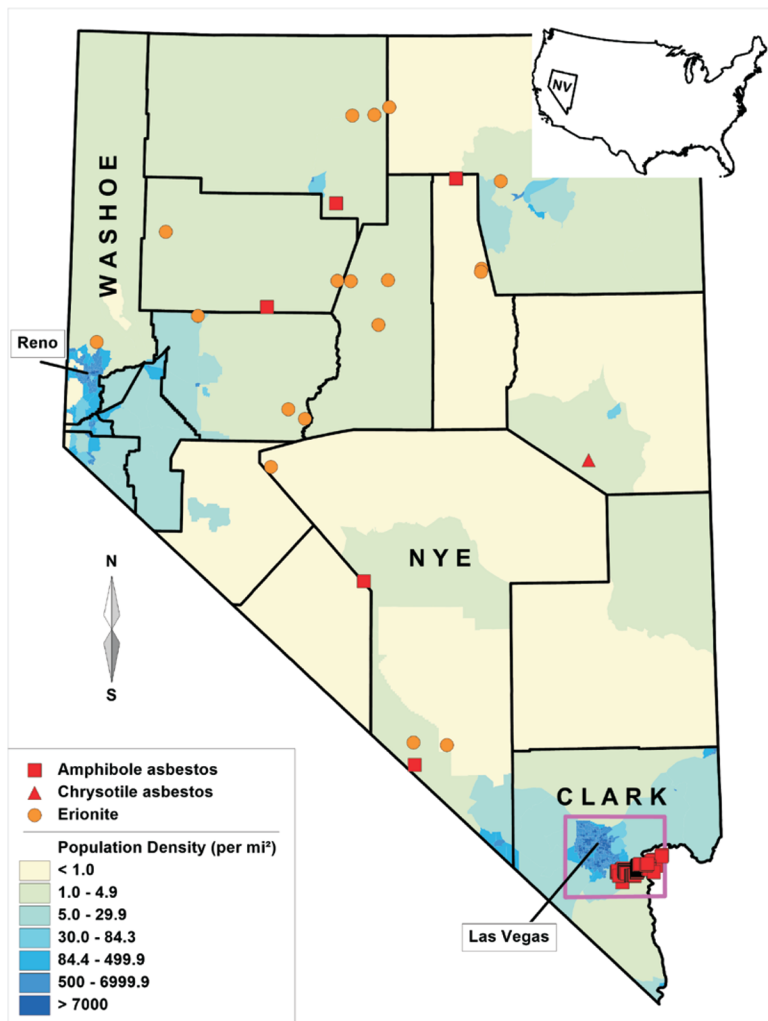 NV
WASHOE
Reno
NYE
N
S
CLARK
Las Vegas
Amphibole asbestos
Chrysotile asbestos
Erionite
Population Density (per mi²)
< 1.0
1.0 - 4.9
5.0 - 29.9
30.0 - 84.3
84.4 - 499.9
500 - 6999.9
> 7000